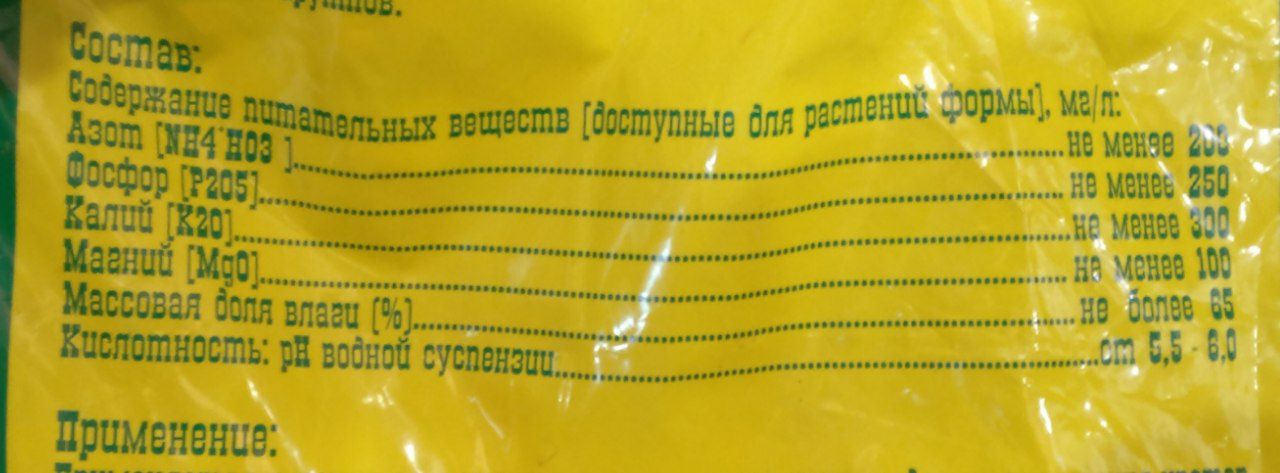 Состав:
Содержание питательных веществ [доступные для растений формы], мг/л:
Азот [NH4 НО3 ]..................не менее 200
Фосфор [P2O5]..................не менее 250
Калий [K2O]..................не менее 300
Магний [MgO]..................не менее 100
Массовая доля влаги (%)..................не более 65
Кислотность: pH водной суспензии..................от 5,5 - 6,0
Применение: